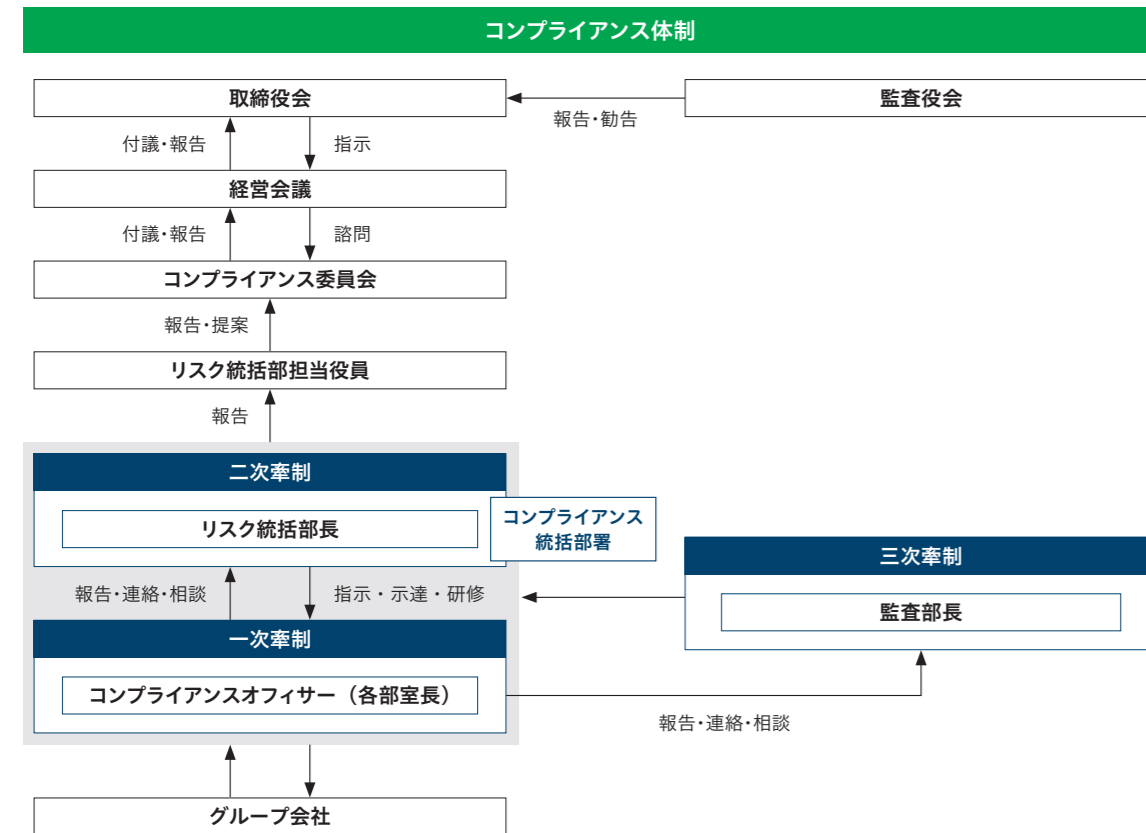 コンプライアンス体制
取締役会
監査役会
報告・勧告
付議・報告
指示
経営会議
付議・報告
諮問
コンプライアンス委員会
報告・提案
リスク統括部担当役員
報告
二次牽制
リスク統括部長
コンプライアンス
統括部署
報告・連絡・相談
指示・示達・研修
三次牽制
監査部長
一次牽制
コンプライアンスオフィサー（各部室長）
報告・連絡・相談
グループ会社